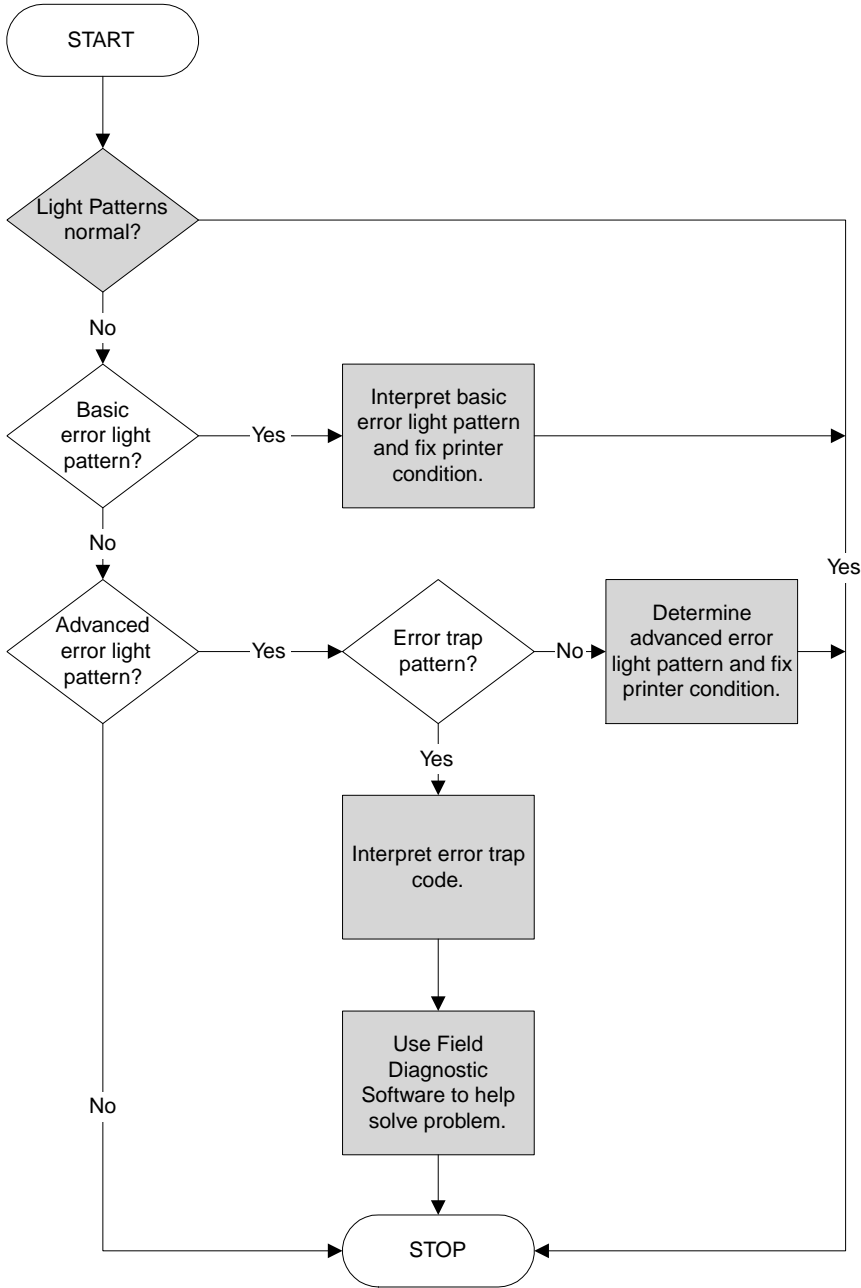 START
Light Patterns
normal?
No
Basic
error light
pattern?
Yes
Interpret basic
error light pattern
and fix printer
condition.
No
Yes
Advanced
error light
pattern?
Yes
Error trap
pattern?
No
Determine
advanced error
light pattern and fix
printer condition.
Yes
Interpret error trap
code.
Use Field
Diagnostic
Software to help
solve problem.
No
STOP